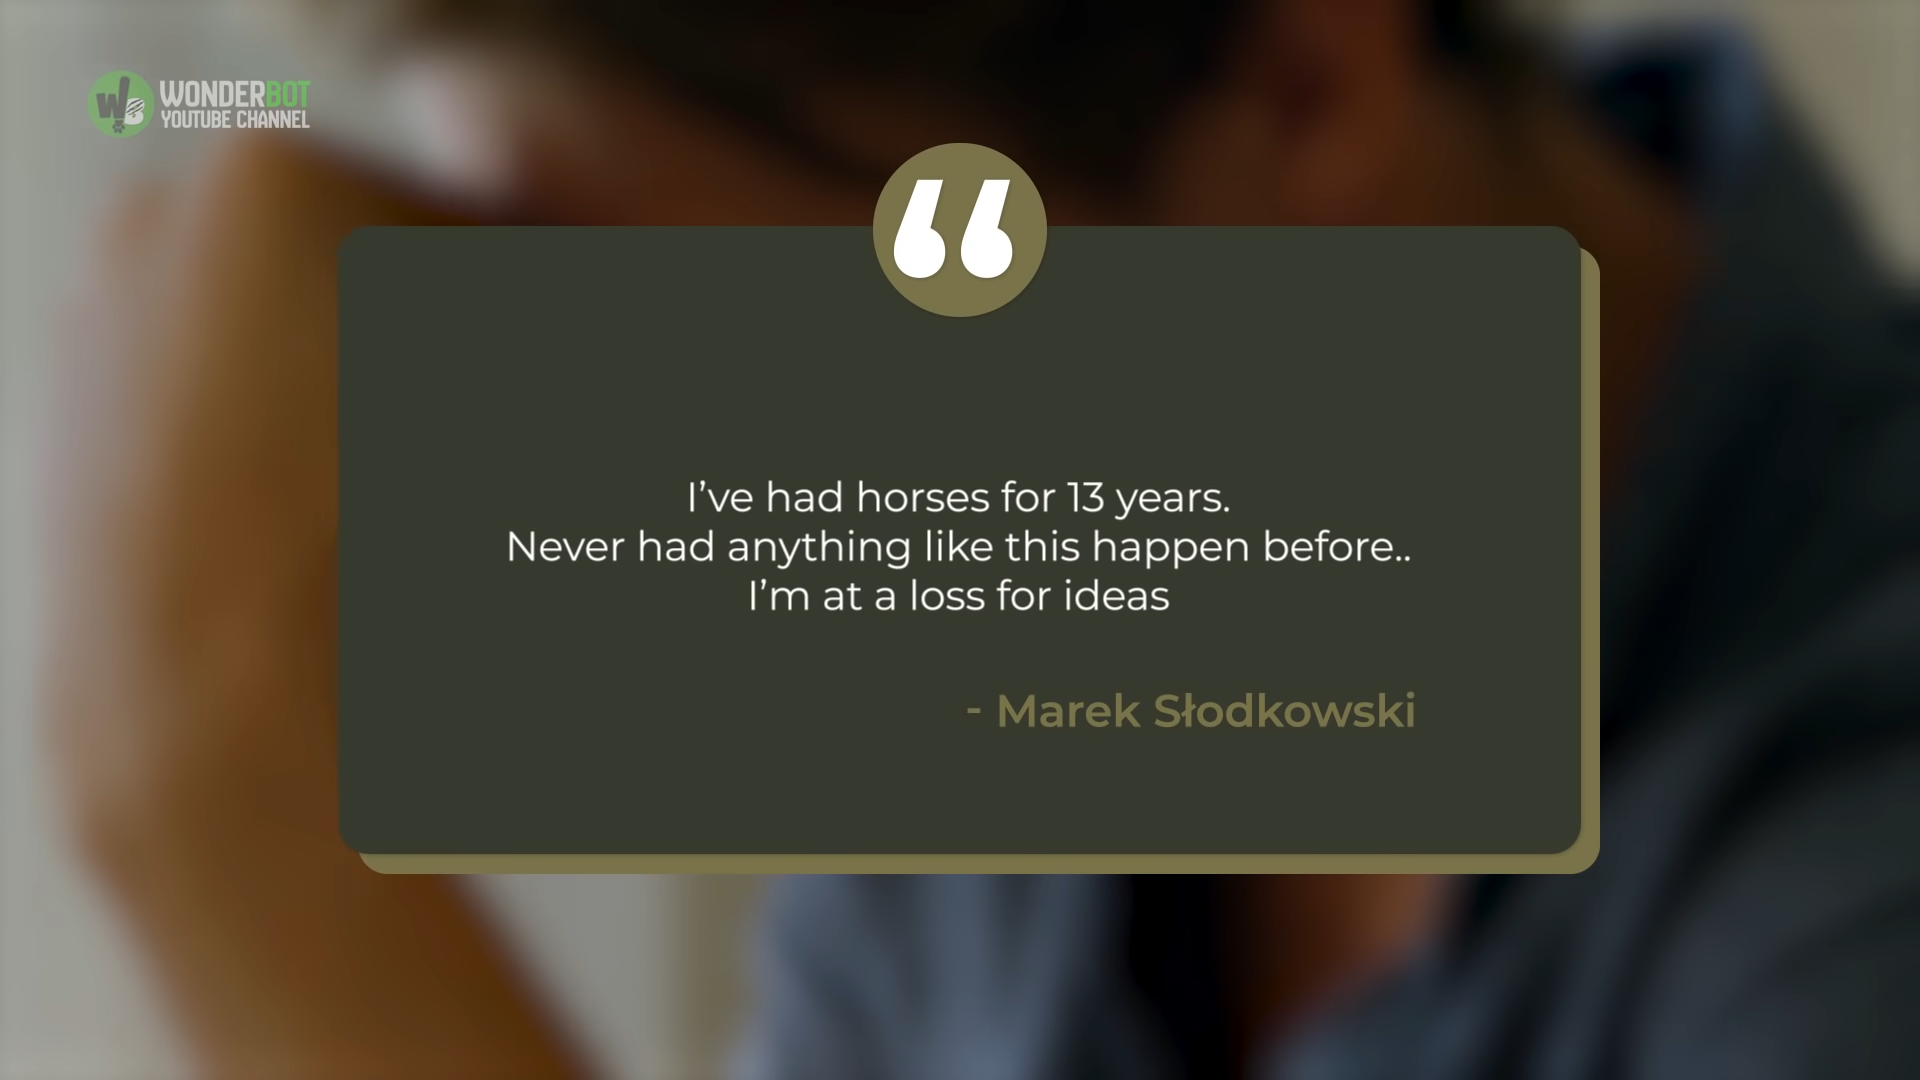 WONDERBOT
YOUTUBE CHANNEL
“
I’ve had horses for 13 years.
Never had anything like this happen before..
I’m at a loss for ideas
- Marek Słodkowski